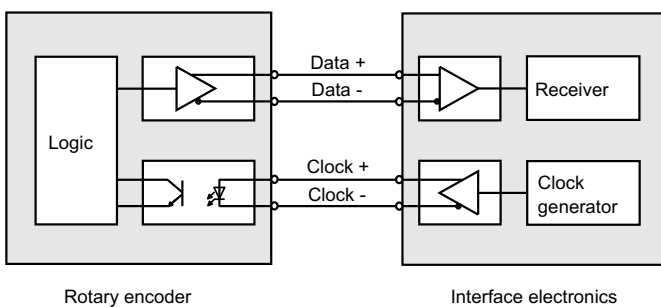 Data +
Data -
Receiver
Logic
Clock +
Clock -
Clock
generator
Rotary encoder
Interface electronics